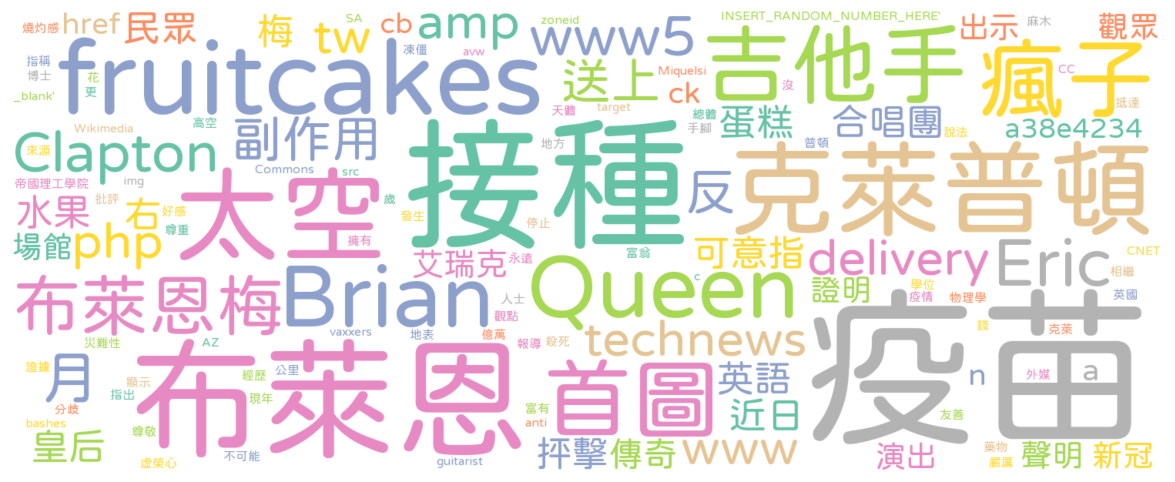 燒灼感 href 民眾 梅 SA tw cb amp zoneid www5 INSERT_RANDOM_NUMBER_HERE' 出示 麻木 觀眾
指稱 博士 花 更 fruitcakes 凍僵 avw 送上 Miquelsi ck 吉他手 沒 瘋子 CC 抵達
_blank' Wikimedia 高空 副作用 天體 target 總體 手腳 蛋糕 合唱團 說法 a38e4234
來源 Clapton Commons 接種 地方 普頓 克萊普頓
帝國理工學院 img 批評 src 太空 歲 反
水果 右 好感 尊重 擁有 發生 停止 富翁
場館 php 艾瑞克 永遠 可意指 delivery Eric CNET
布萊恩梅 Brian 人士 觀點 Queen c 證明 學位 疫情 物理學 相繼 英國
災難性 AZ vaxxers 地表 億萬 報導 殺死 technews 疫苗 錢 克萊
證據 月 顯示 指出 經歷 現年 公里 布萊恩 首圖 英語 n 外媒 a
分歧 bashes 尊敬 富有 anti 近日 友善
皇后 虛榮心 不可能 guitarist 抨擊 傳奇 www 演出 藥物 嚴厲 聲明 新冠